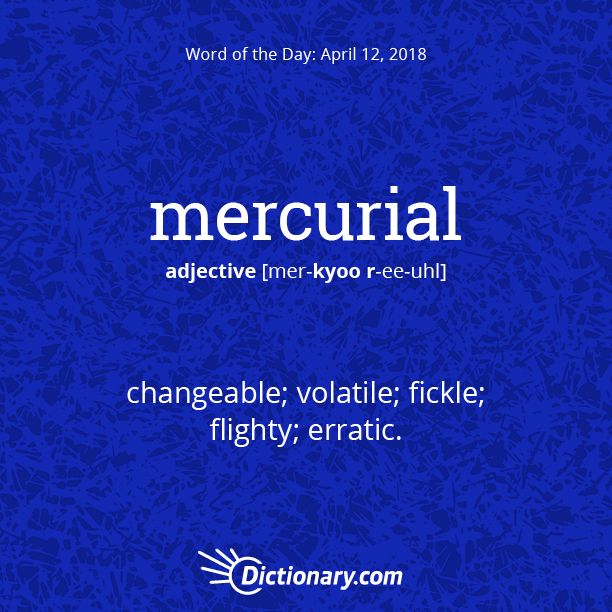 Word of the Day: April 12, 2018
mercurial
adjective [mer-kyoo r-ee-uhl]
changeable; volatile; fickle;
flighty; erratic.
Dictionary.com